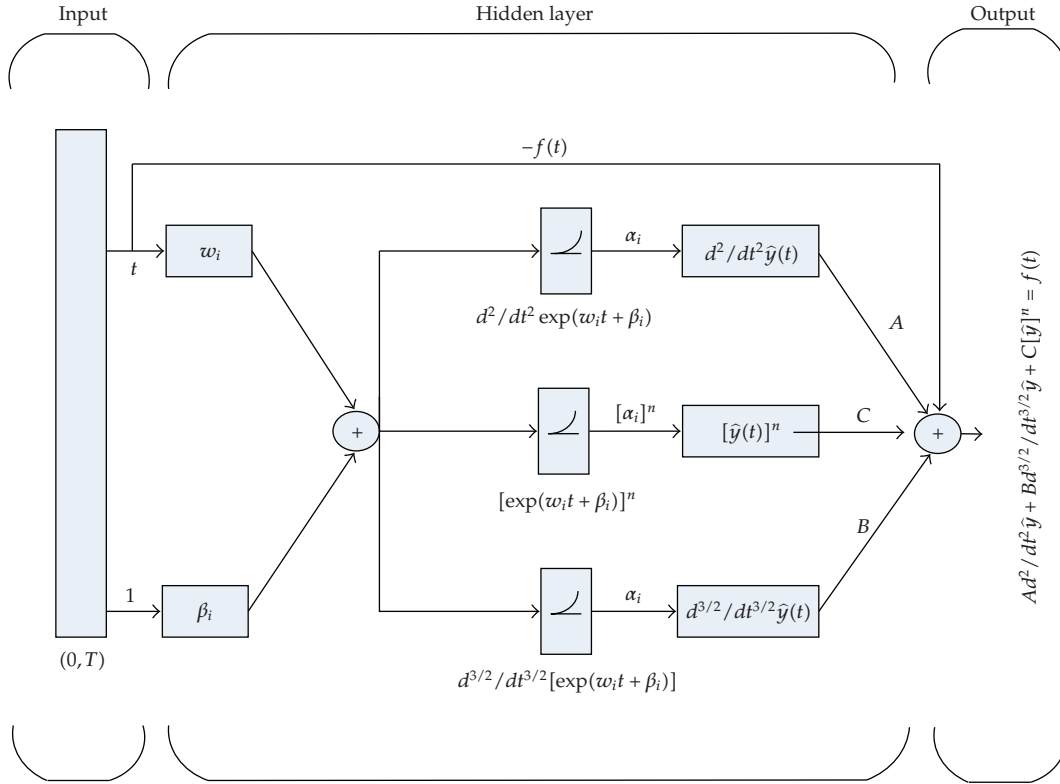 Input
Hidden layer
Output
−f(t)
t
w_i
α_i
d²/dt² ŷ(t)
d²/dt² exp(w_i t + β_i)
A
+
[α_i]ⁿ
[ŷ(t)]ⁿ
C
+
[exp(w_i t + β_i)]ⁿ
B
1
β_i
α_i
d^{3/2}/dt^{3/2} ŷ(t)
(0, T)
d^{3/2}/dt^{3/2}[exp(w_i t + β_i)]
Ad²/dt² ŷ + Bd^{3/2}/dt^{3/2} ŷ + C[ŷ]ⁿ = f(t)